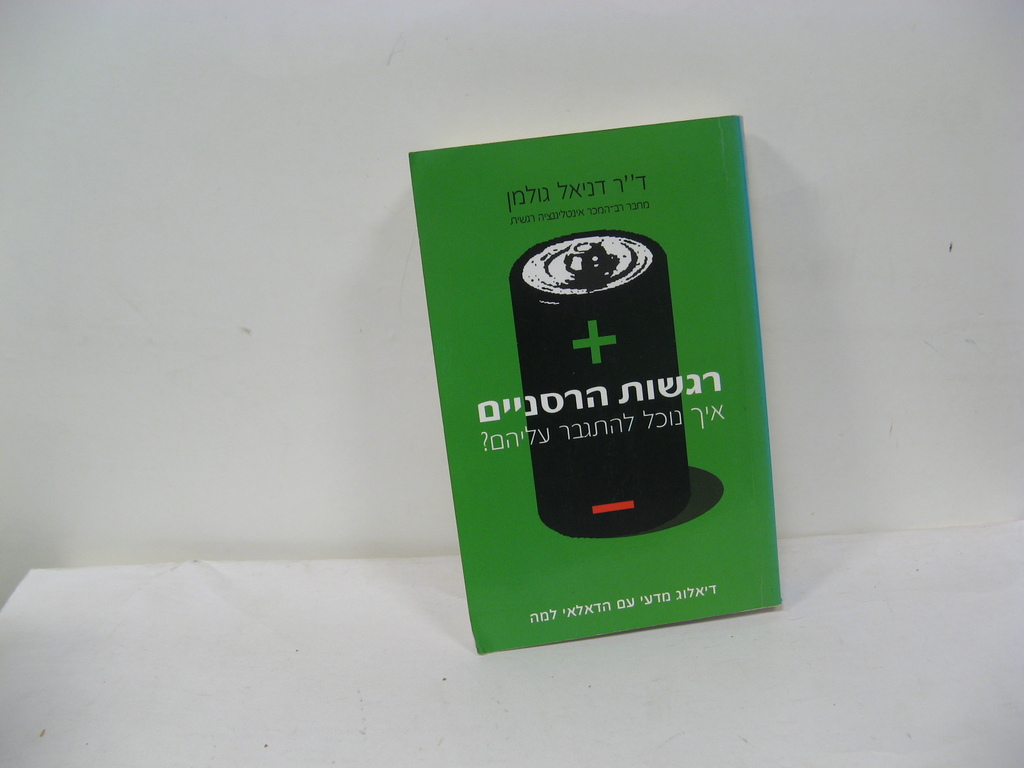 ד"ר דניאל גולמן
מחבר רב־המכר אינטליגנציה רגשית
+
רגשות הרסניים
איך נוכל להתגבר עליהם?
–
דיאלוג מדעי עם הדאלאי למה